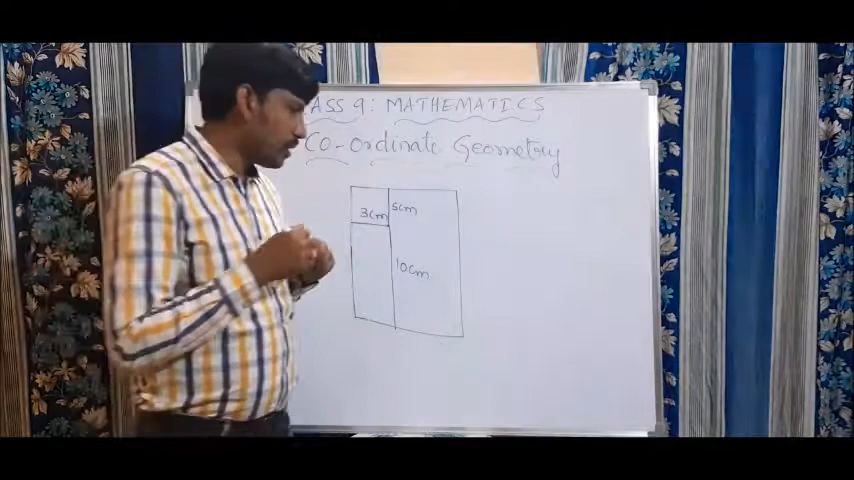 ASS 9: MATHEMATICS
Co-ordinate Geometry
5cm
3cm
10cm